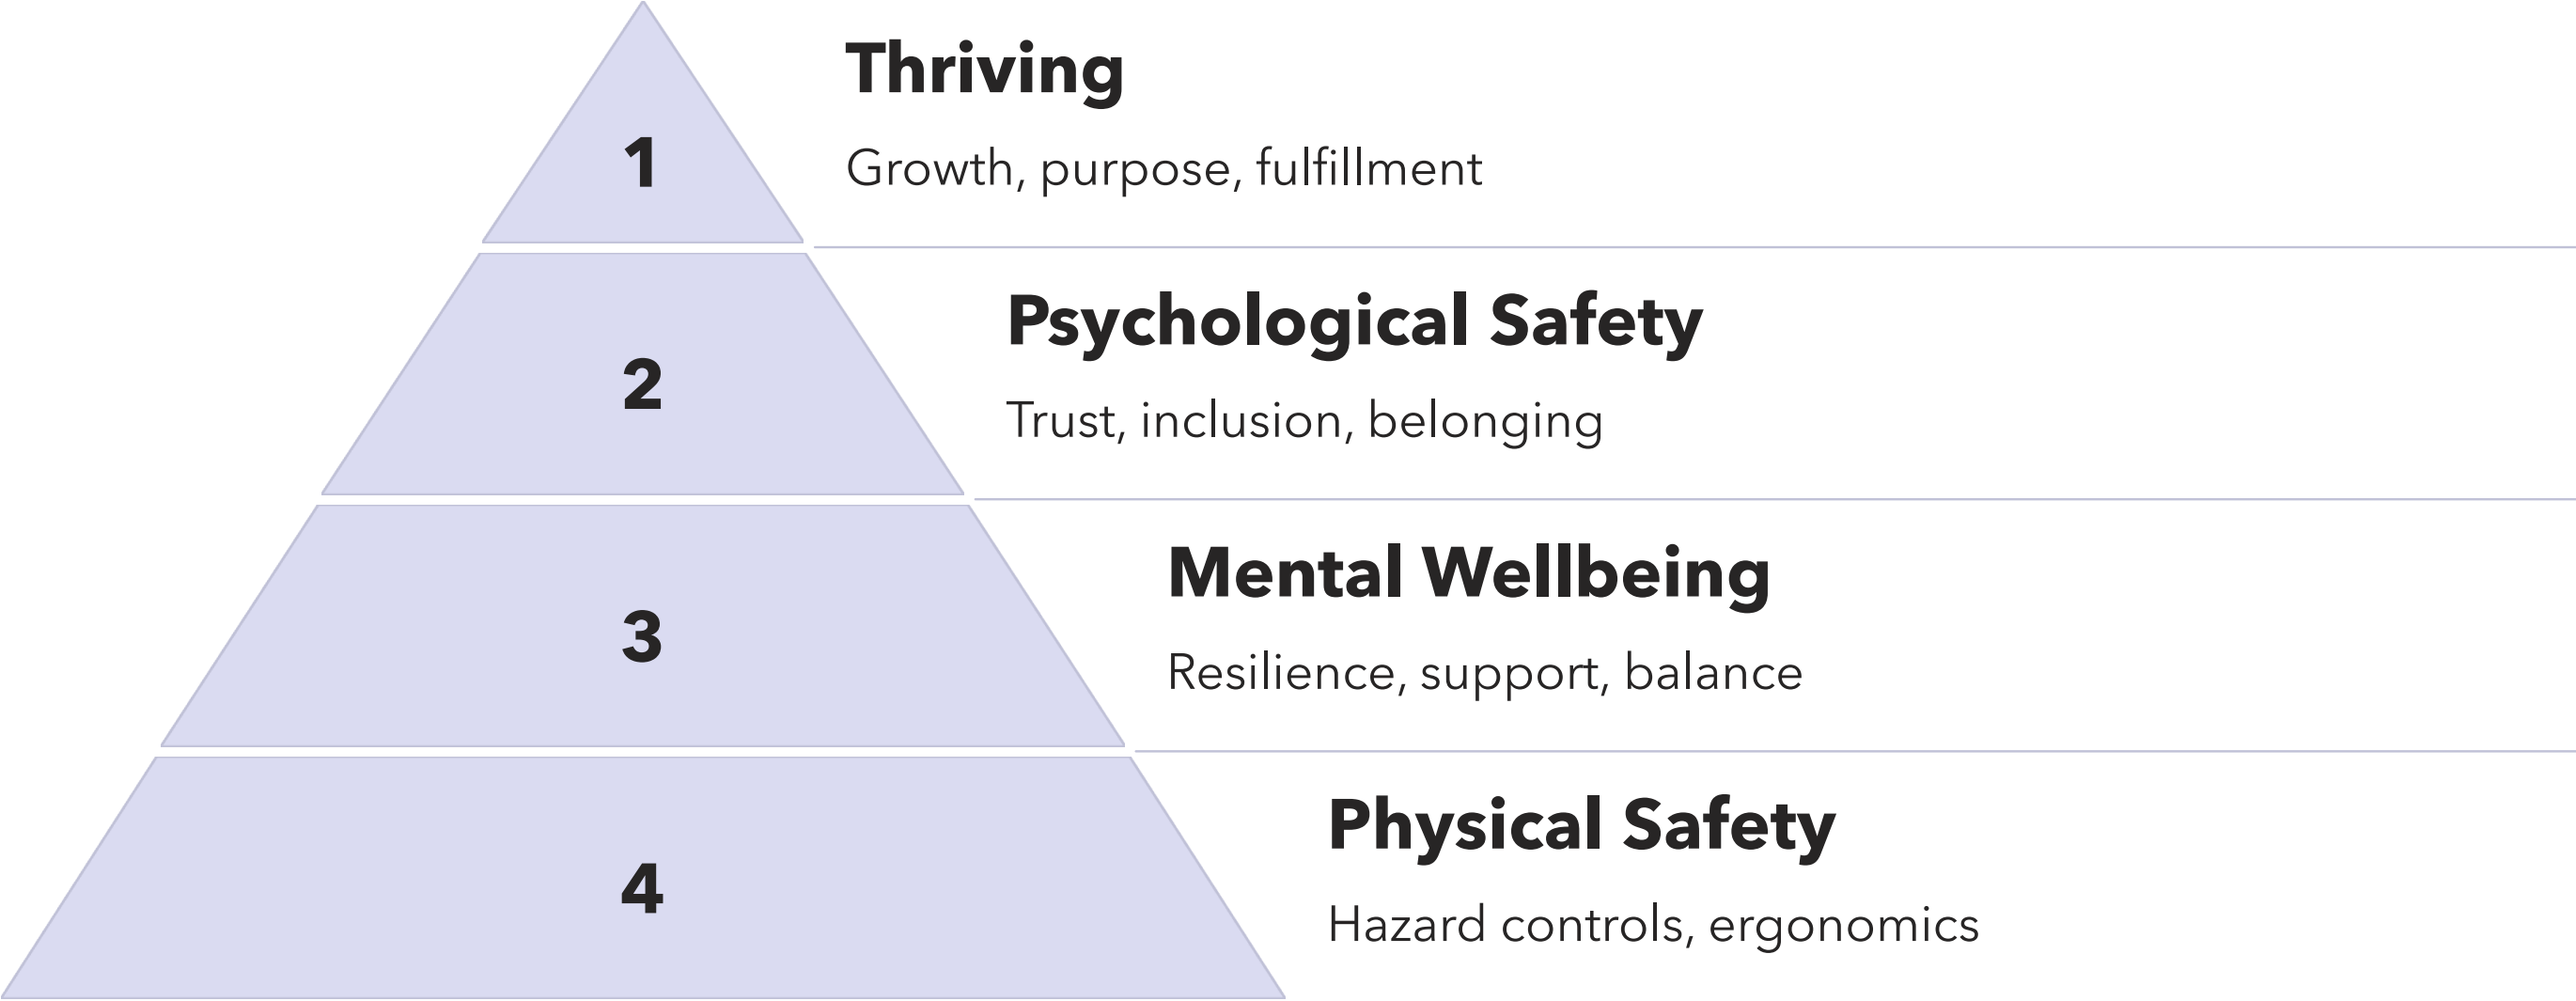 1
Thriving
Growth, purpose, fulfillment
2
Psychological Safety
Trust, inclusion, belonging
3
Mental Wellbeing
Resilience, support, balance
4
Physical Safety
Hazard controls, ergonomics